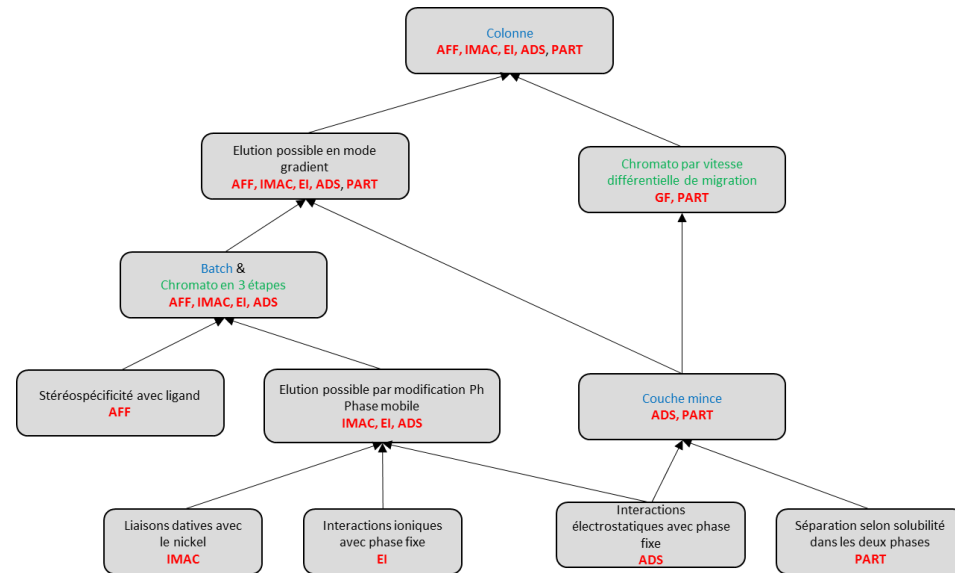 Colonne
AFF, IMAC, EI, ADS, PART
Elution possible en mode
gradient
AFF, IMAC, EI, ADS, PART
Chromato par vitesse
différentielle de migration
GF, PART
Batch &
Chromato en 3 étapes
AFF, IMAC, EI, ADS
Stéréospécificité avec ligand
AFF
Elution possible par modification Ph
Phase mobile
IMAC, EI, ADS
Couche mince
ADS, PART
Liaisons datives avec
le nickel
IMAC
Interactions ioniques
avec phase fixe
EI
Interactions
électrostatiques avec phase
fixe
ADS
Séparation selon solubilité
dans les deux phases
PART